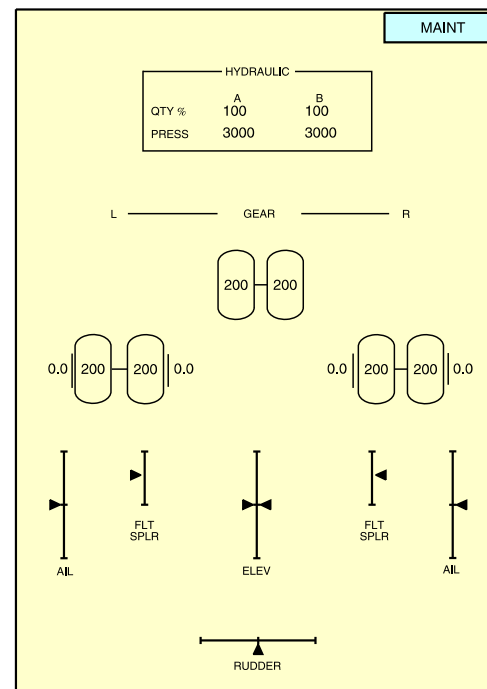 MAINT
HYDRAULIC
A B
QTY % 100 100
PRESS 3000 3000
L GEAR R
200 200
0.0 200 200 0.0 0.0 200 200 0.0
FLT SPLR FLT SPLR
AIL ELEV AIL
RUDDER